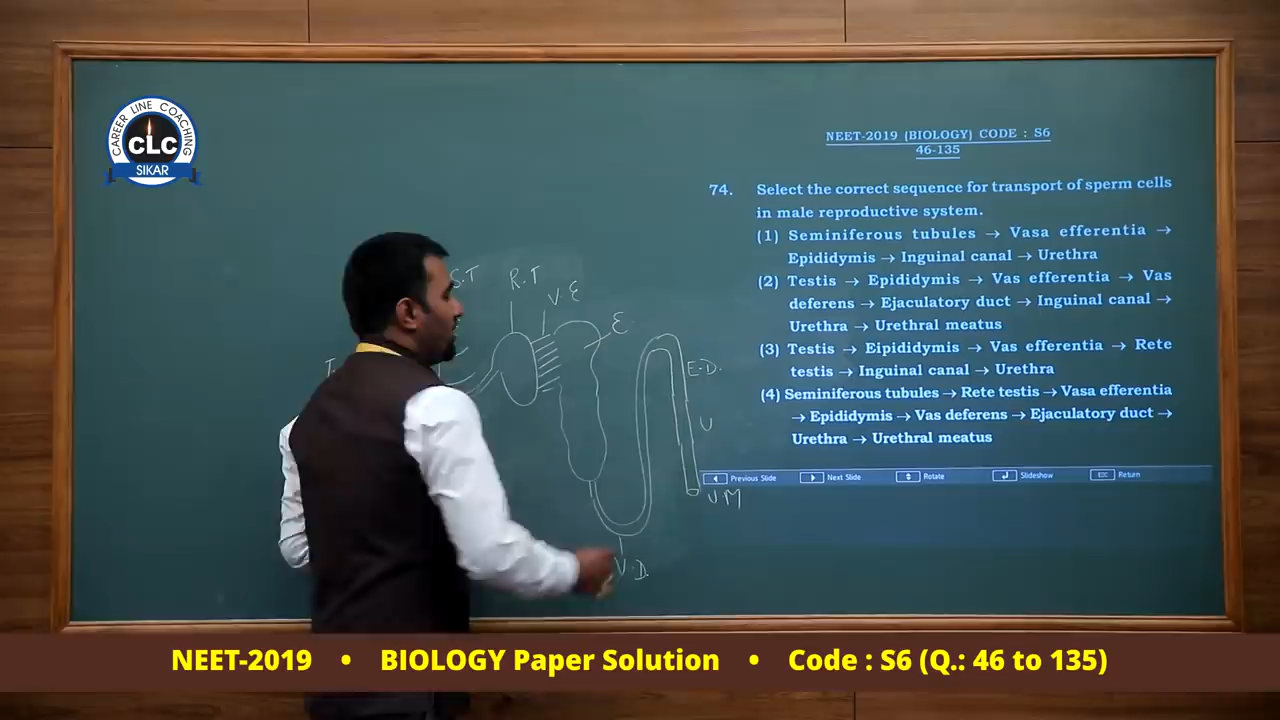 CAREER LINE COACHING
CLC
SIKAR
NEET-2019 (BIOLOGY) CODE : S6
46-135
74. Select the correct sequence for transport of sperm cells
in male reproductive system.
(1) Seminiferous tubules → Vasa efferentia →
Epididymis → Inguinal canal → Urethra
(2) Testis → Epididymis → Vas efferentia → Vas
deferens → Ejaculatory duct → Inguinal canal →
Urethra → Urethral meatus
(3) Testis → Eipididymis → Vas efferentia → Rete
testis → Inguinal canal → Urethra
(4) Seminiferous tubules → Rete testis → Vasa efferentia
→ Epididymis → Vas deferens → Ejaculatory duct →
Urethra → Urethral meatus
Previous Slide Next Slide Rotate Slideshow ESC Return
S.T R.T
V.E
E
E.D.
U
U M
V.D.
NEET-2019 • BIOLOGY Paper Solution • Code : S6 (Q.: 46 to 135)